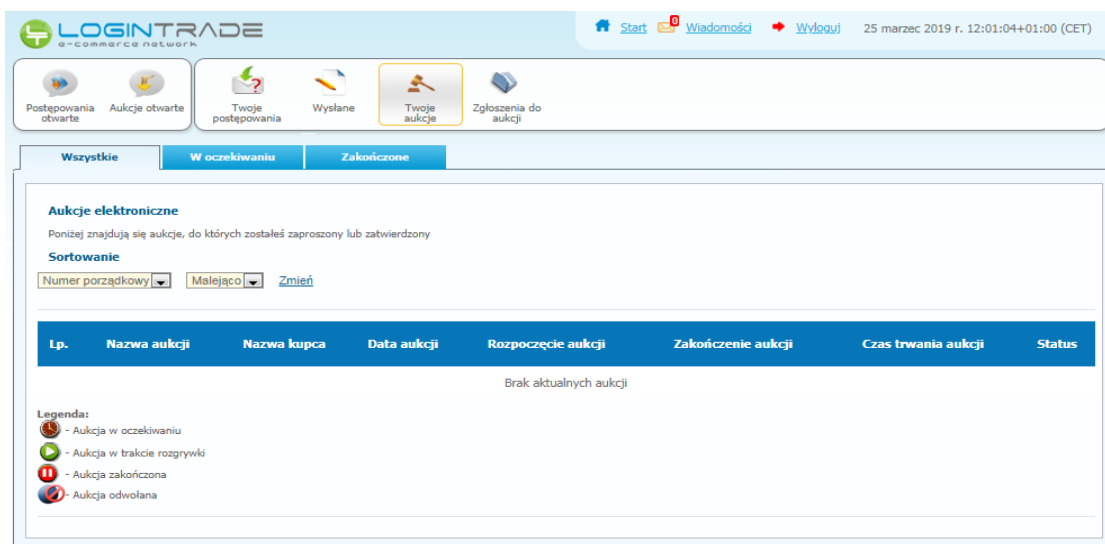 LOGINTRADE
e-commerce network
Start 0 Wiadomości Wyloguj 25 marzec 2019 r. 12:01:04+01:00 (CET)
Postępowania otwarte
Aukcje otwarte
Twoje postępowania
Wysłane
Twoje aukcje
Zgłoszenia do aukcji
Wszystkie W oczekiwaniu Zakończone
Aukcje elektroniczne
Poniżej znajdują się aukcje, do których zostałeś zaproszony lub zatwierdzony
Sortowanie
Numer porządkowy Malejąco Zmień
Lp. Nazwa aukcji Nazwa kupca Data aukcji Rozpoczęcie aukcji Zakończenie aukcji Czas trwania aukcji Status
Brak aktualnych aukcji
Legenda:
- Aukcja w oczekiwaniu
- Aukcja w trakcie rozgrywki
- Aukcja zakończona
- Aukcja odwołana